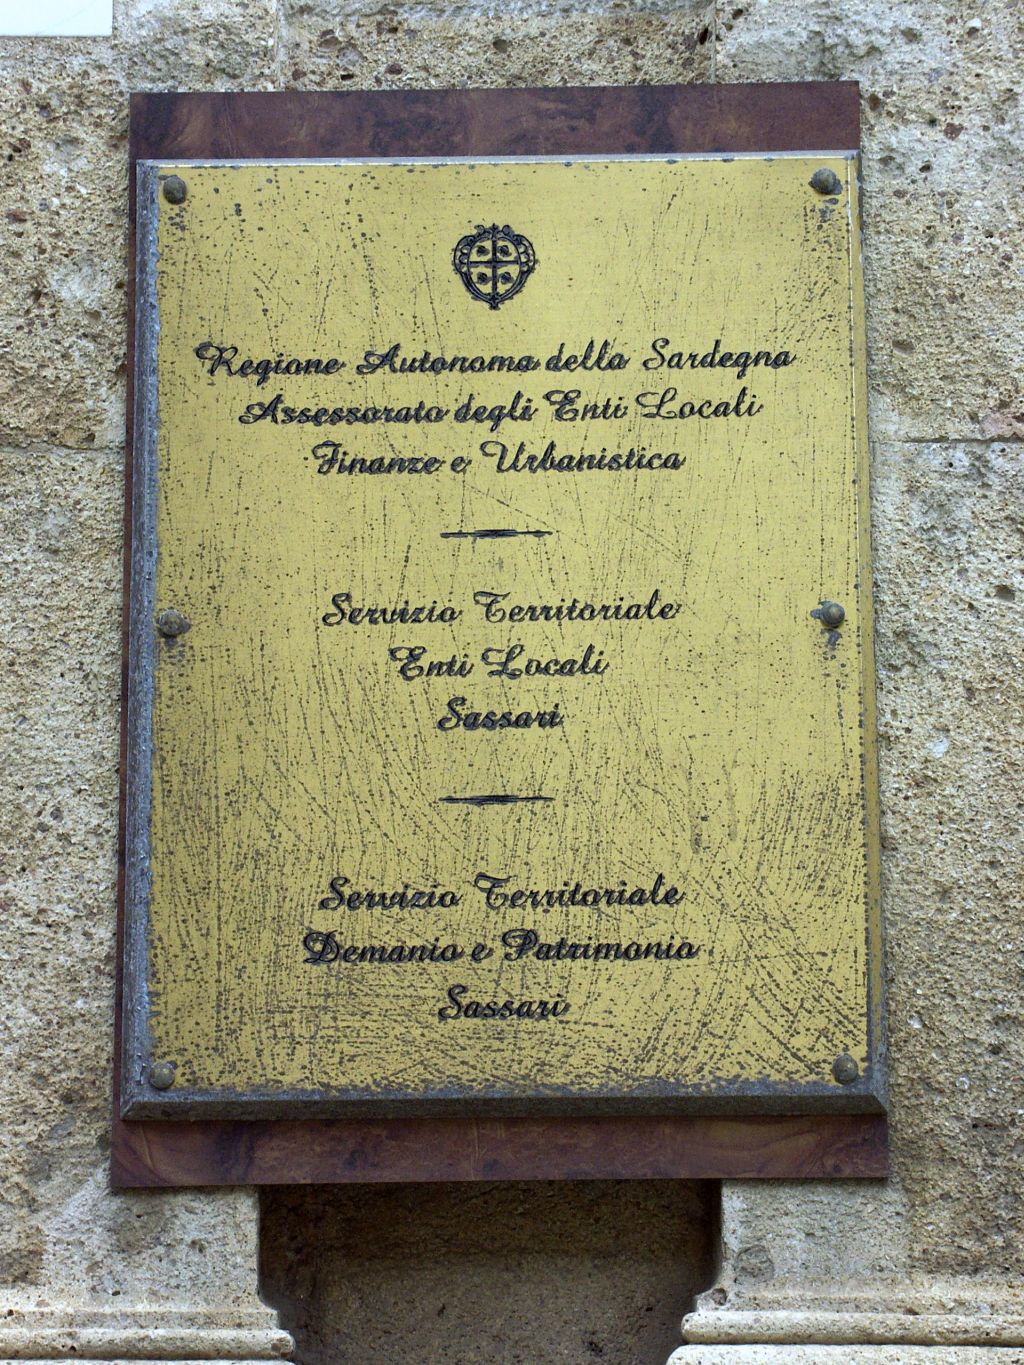 Regione Autonoma della Sardegna
Assessorato degli Enti Locali
Finanze e Urbanistica
Servizio Territoriale
Enti Locali
Sassari
Servizio Territoriale
Demanio e Patrimonio
Sassari